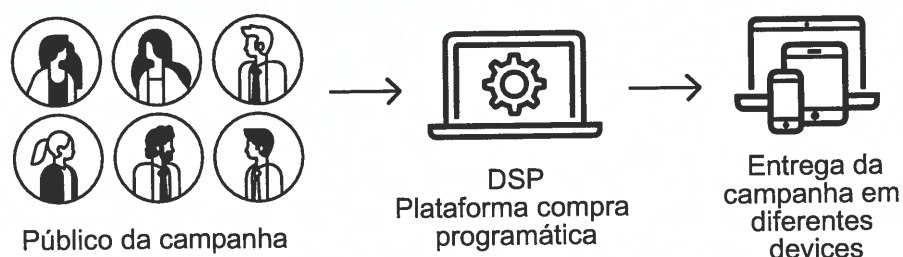 Público da campanha
DSP
Plataforma compra
programática
Entrega da
campanha em
diferentes
devices